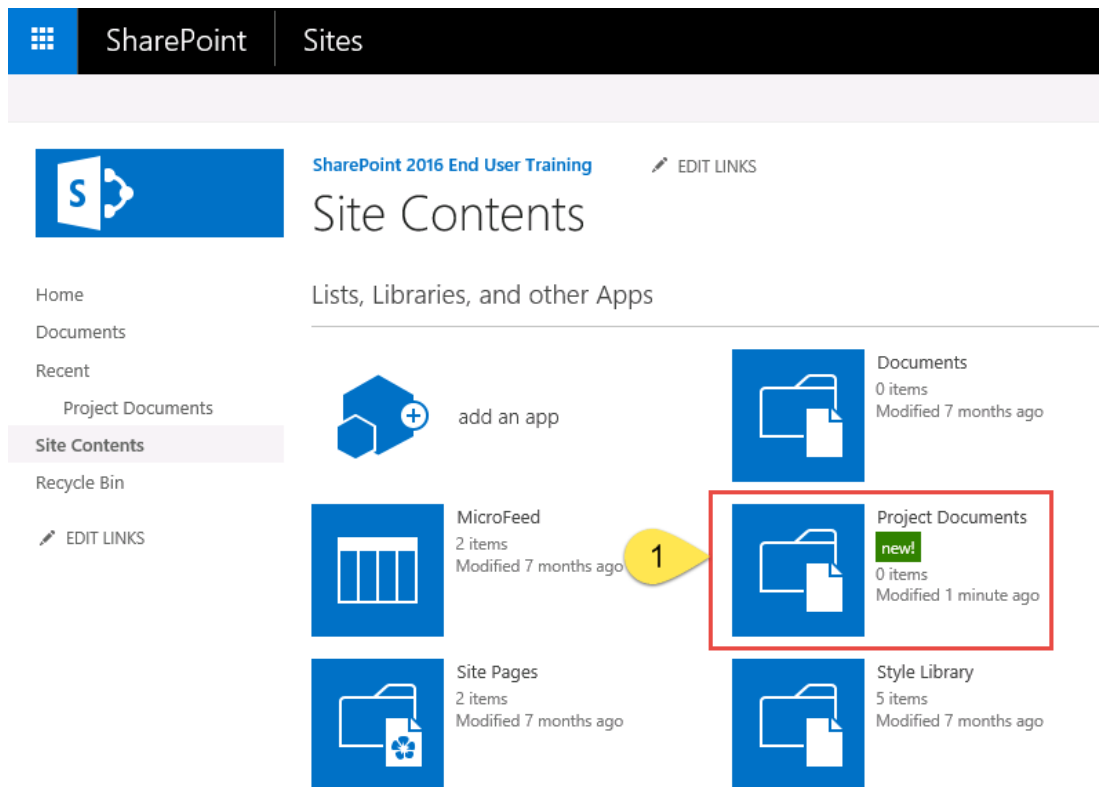 SharePoint Sites
SharePoint 2016 End User Training EDIT LINKS
S
Site Contents
Home
Documents
Recent
Project Documents
Site Contents
Recycle Bin
EDIT LINKS
Lists, Libraries, and other Apps
add an app
Documents
0 items
Modified 7 months ago
MicroFeed
2 items
Modified 7 months ago
1
Project Documents
new!
0 items
Modified 1 minute ago
Site Pages
2 items
Modified 7 months ago
Style Library
5 items
Modified 7 months ago